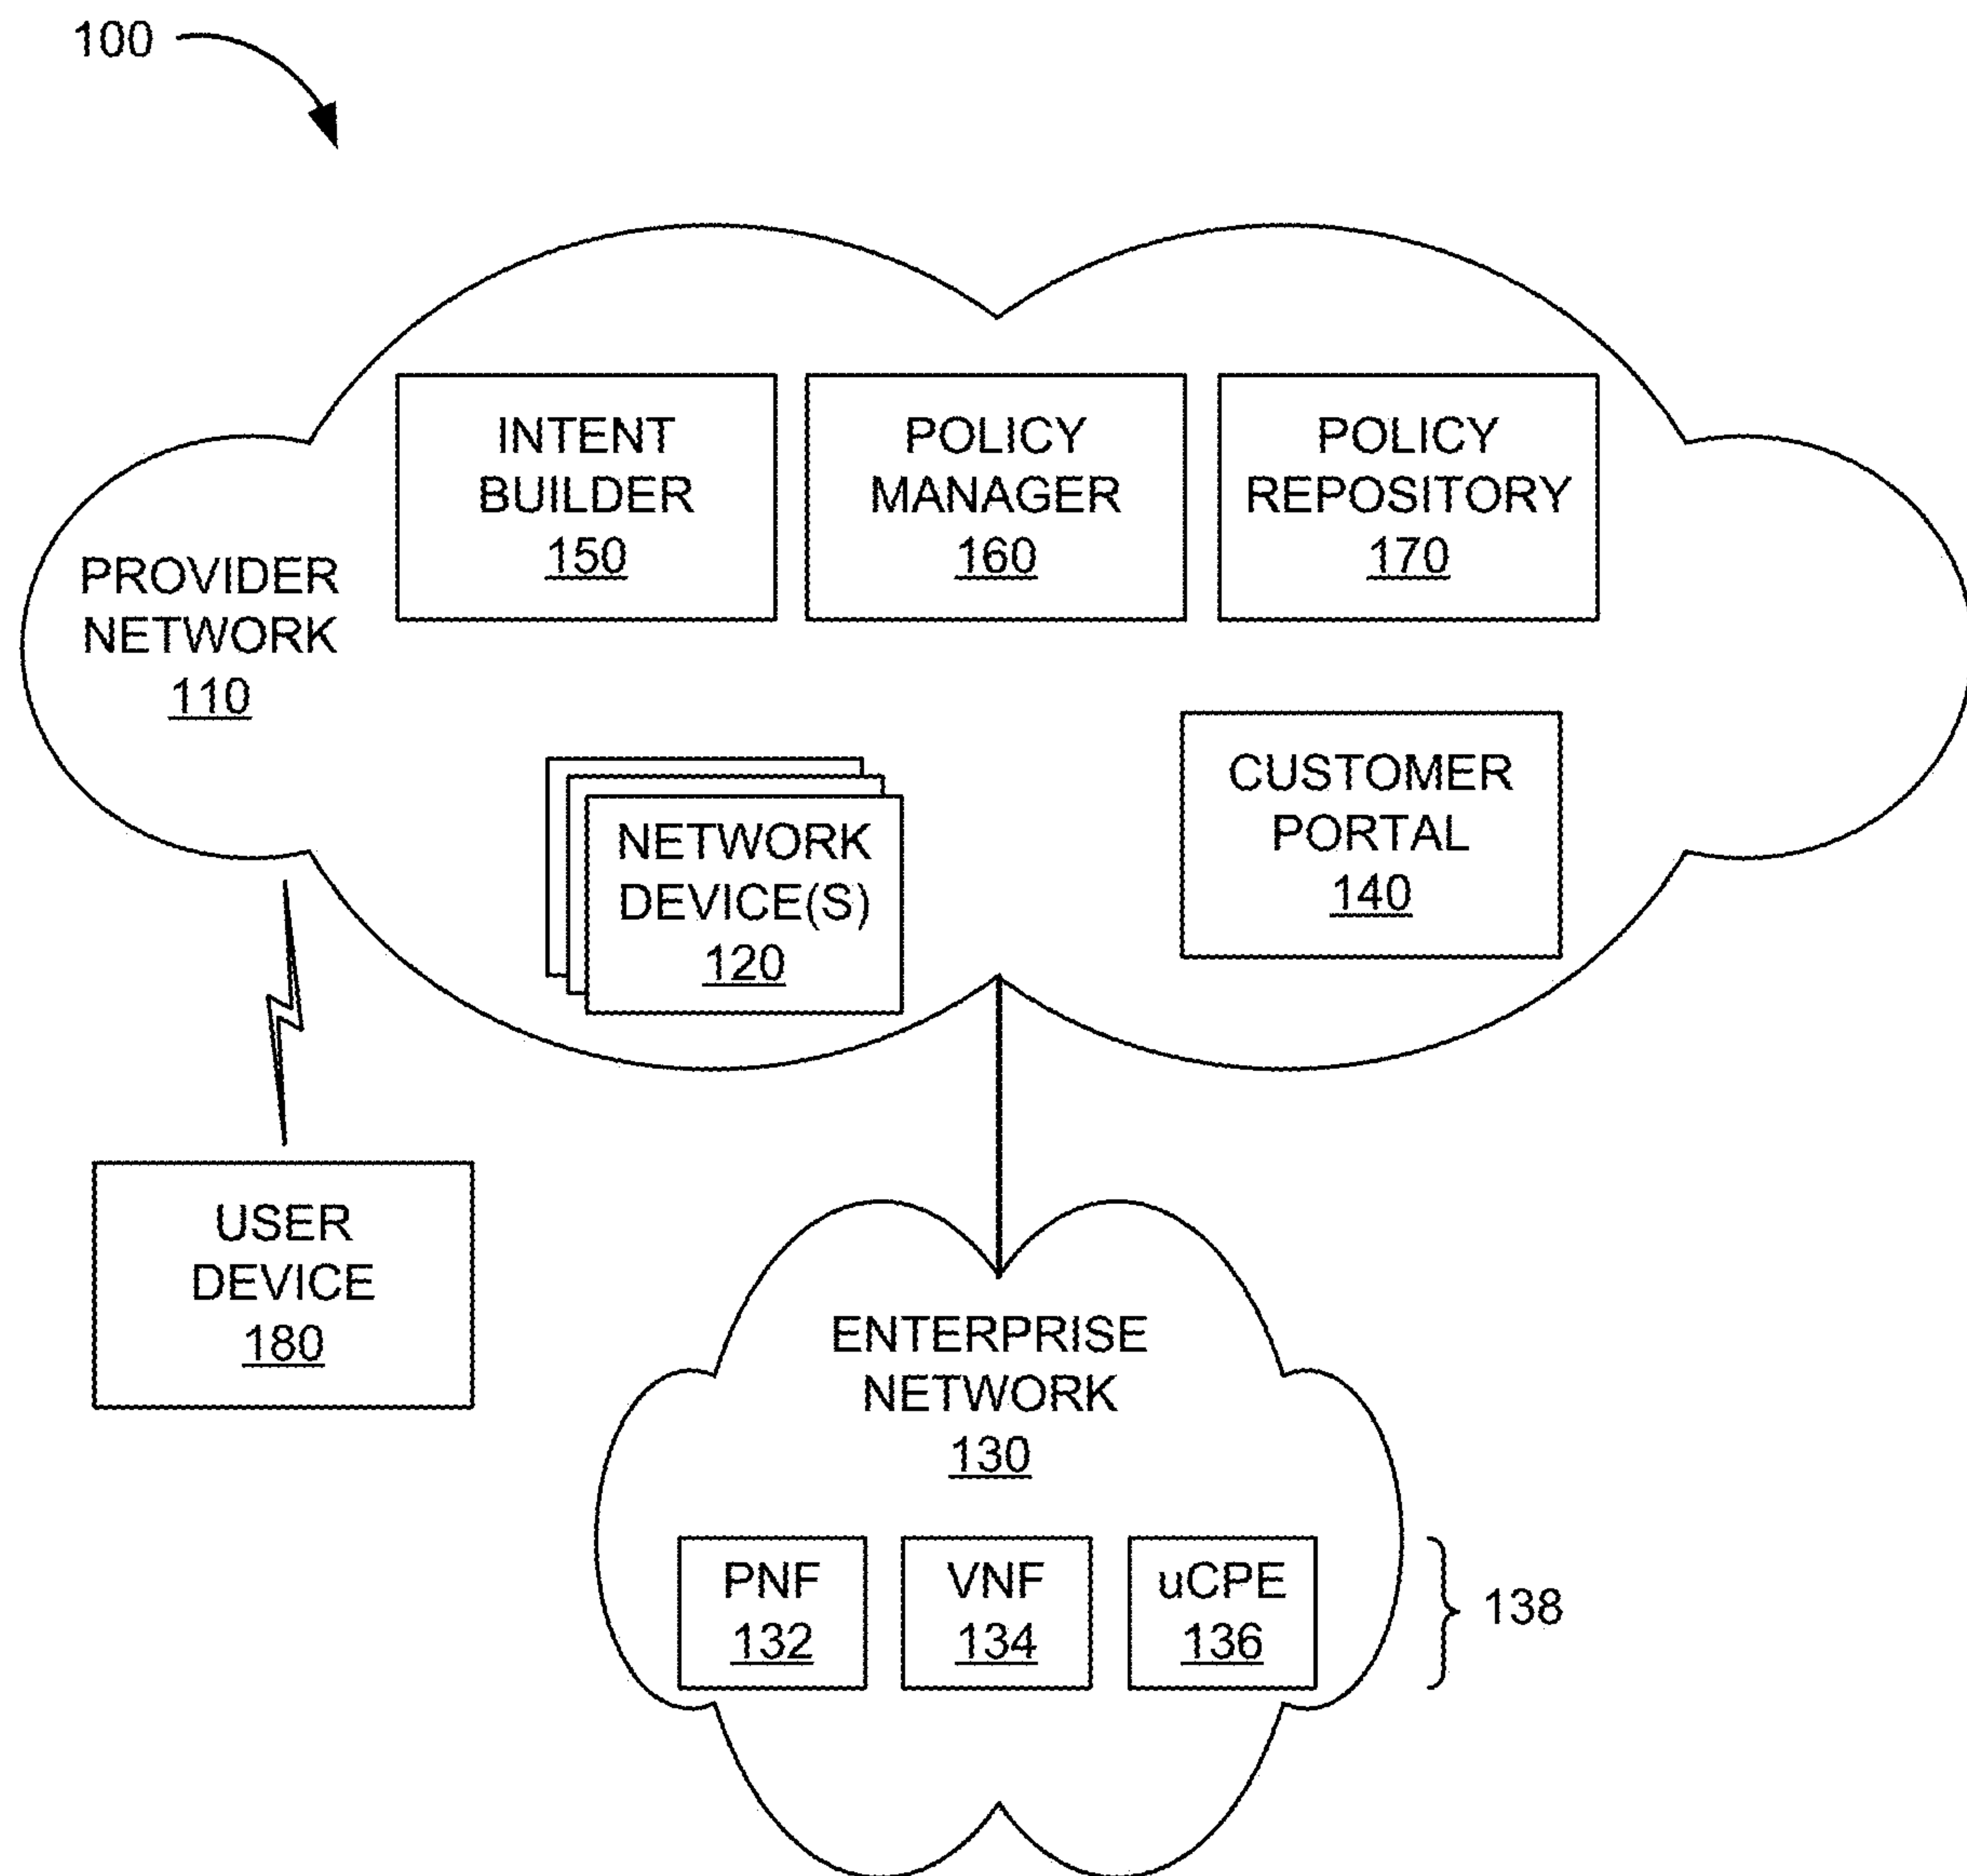 100
INTENT
BUILDER
150
POLICY
MANAGER
160
POLICY
REPOSITORY
170
PROVIDER
NETWORK
110
NETWORK
DEVICE(S)
120
CUSTOMER
PORTAL
140
USER
DEVICE
180
ENTERPRISE
NETWORK
130
PNF
132
VNF
134
uCPE
136
138